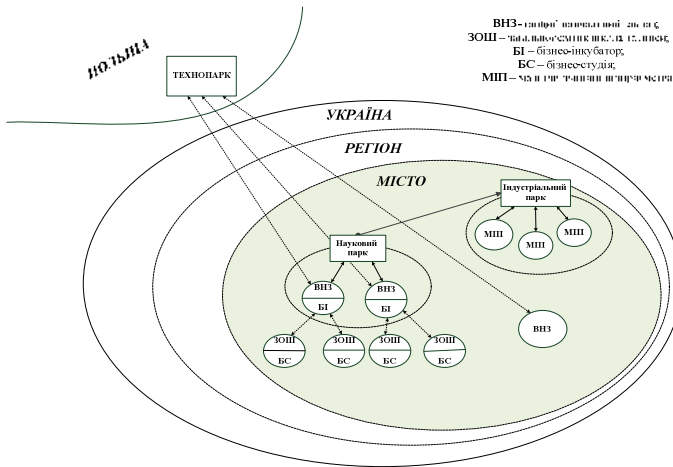 ВНЗ -
ЗОШ –
БІ – бізнес-інкубатор;
БС – бізнес-студія;
МІП –
ПОЛЬЩА
ТЕХНОПАРК
УКРАЇНА
РЕГІОН
МІСТО
Індустріальний
парк
МІП
МІП
МІП
Науковий
парк
ВНЗ
БІ
ВНЗ
БІ
ВНЗ
ЗОШ
БС
ЗОШ
БС
ЗОШ
БС
ЗОШ
БС